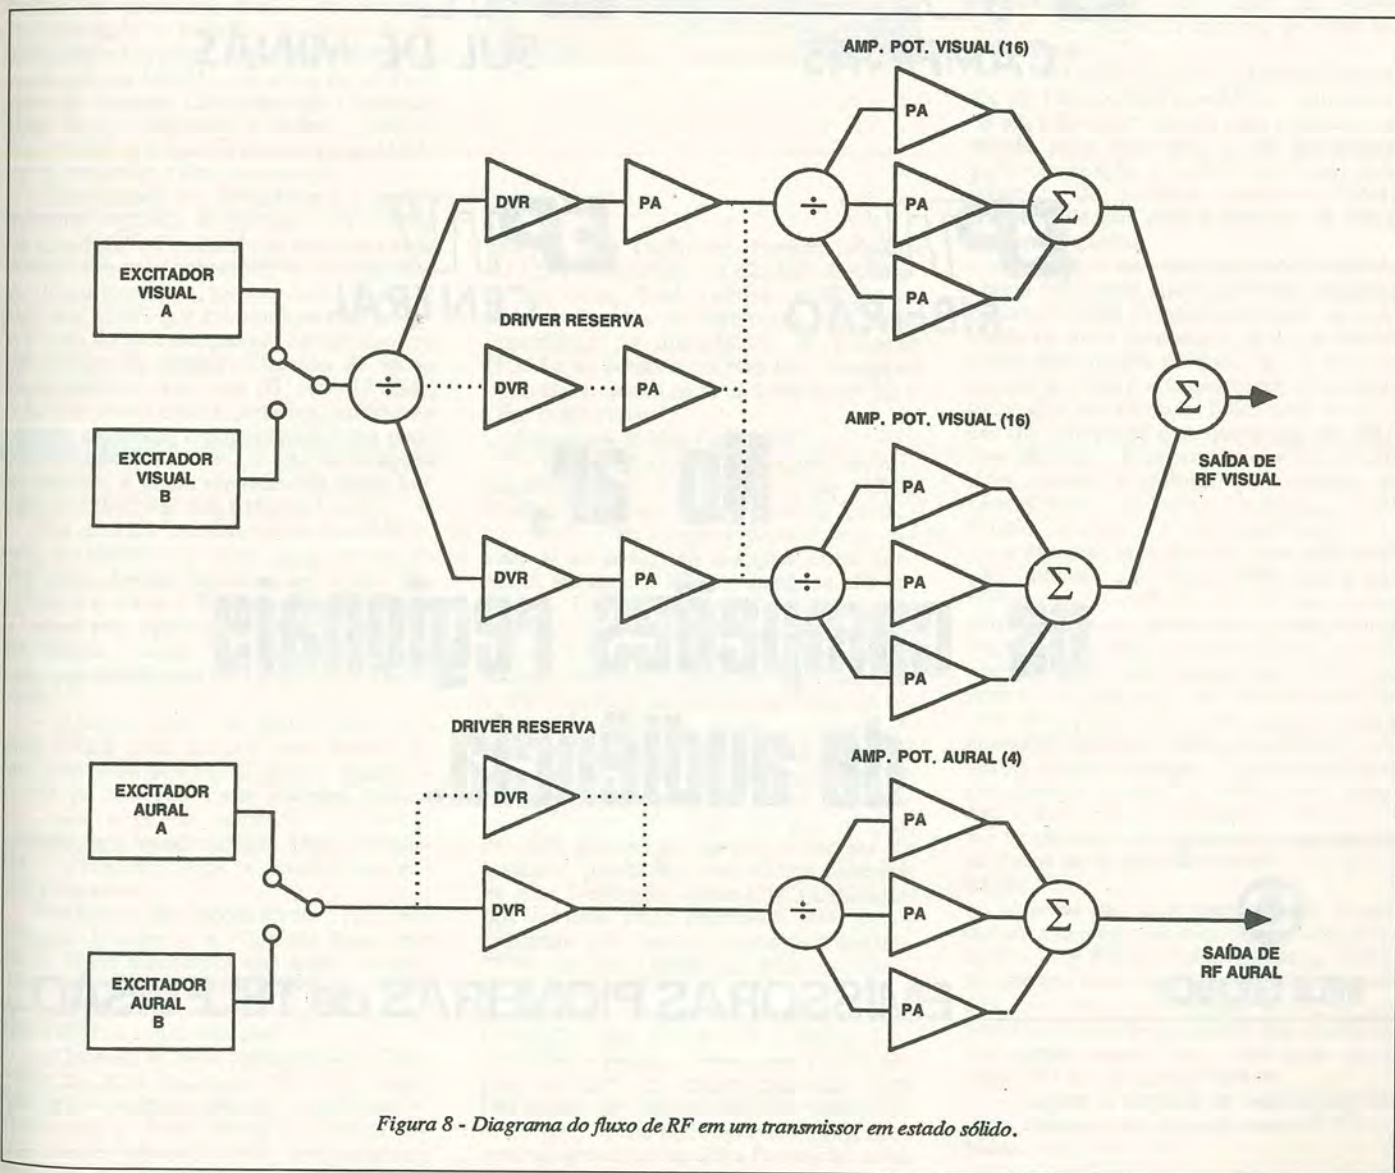 AMP. POT. VISUAL (16)
PA
DVR
PA
÷
PA
Σ
PA
EXCITADOR
VISUAL
A
DRIVER RESERVA
÷
DVR
PA
Σ
EXCITADOR
VISUAL
B
AMP. POT. VISUAL (16)
SAÍDA DE
RF VISUAL
PA
DVR
PA
÷
PA
Σ
PA
DRIVER RESERVA
AMP. POT. AURAL (4)
EXCITADOR
AURAL
A
DVR
PA
DVR
÷
PA
Σ
SAÍDA DE
RF AURAL
EXCITADOR
AURAL
B
PA
Figura 8 - Diagrama do fluxo de RF em um transmissor em estado sólido.